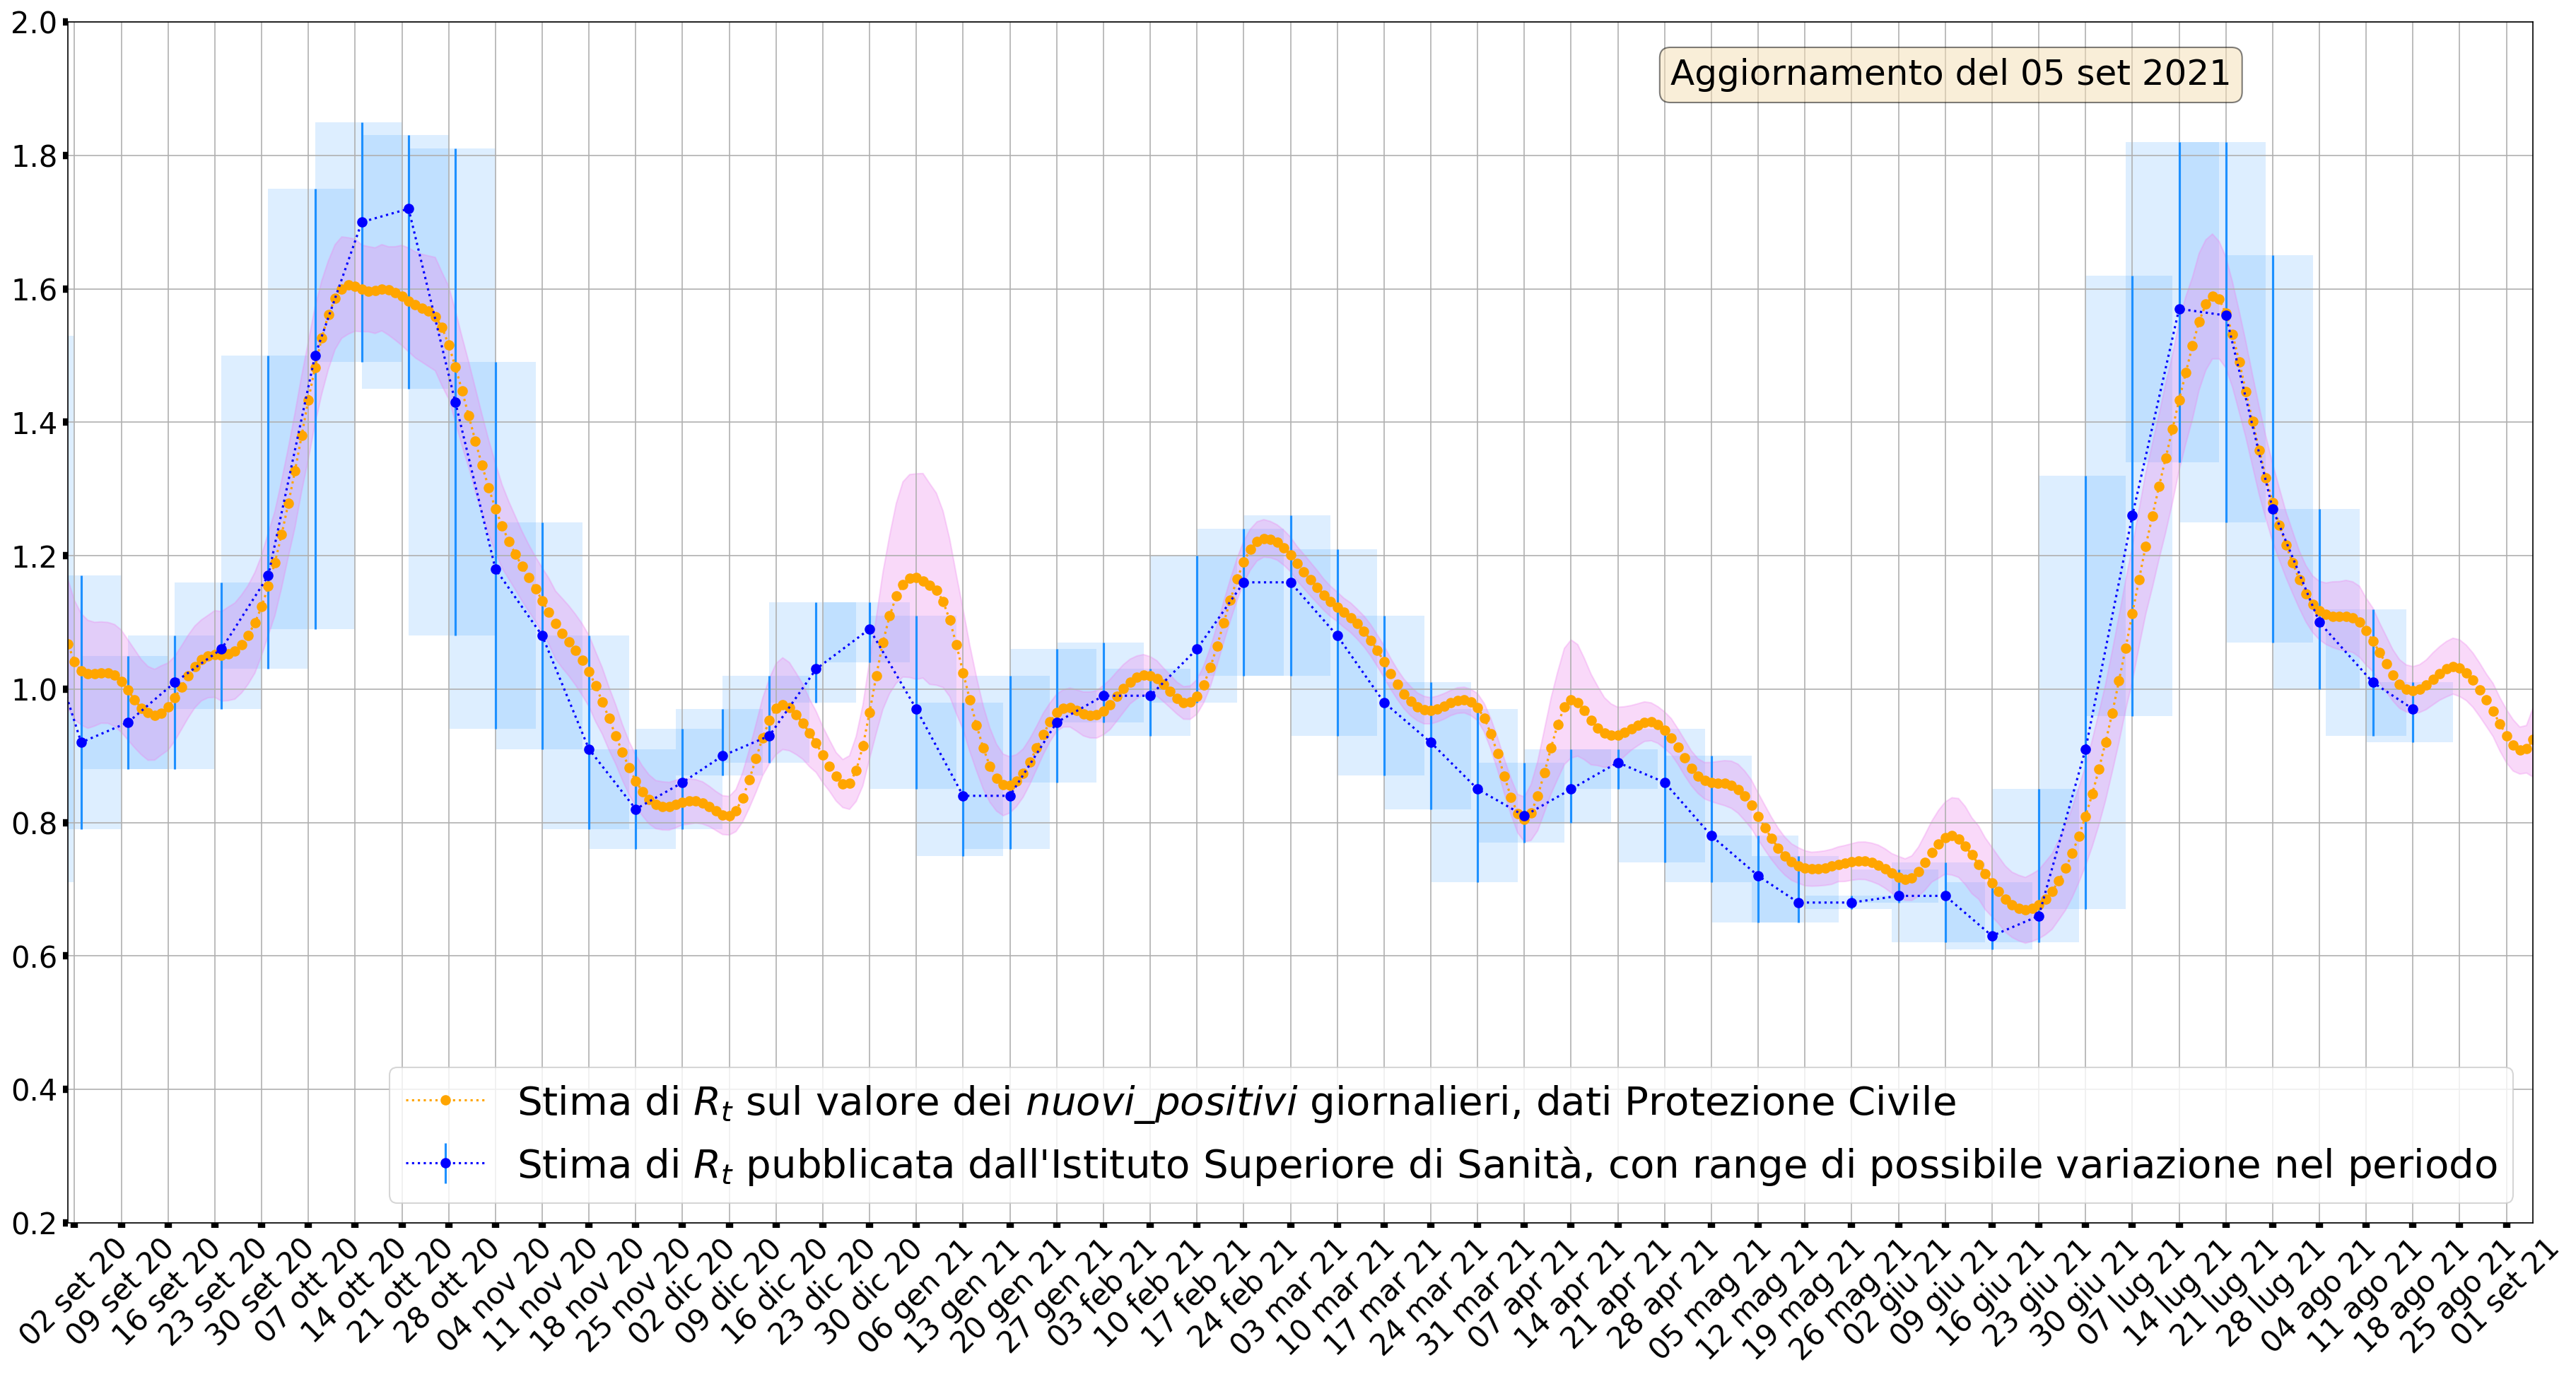 2.0
1.8
1.6
1.4
1.2
1.0
0.8
0.6
0.4
0.2
Aggiornamento del 05 set 2021
Stima di Rt sul valore dei nuovi_positivi giornalieri, dati Protezione Civile
Stima di Rt pubblicata dall'Istituto Superiore di Sanità, con range di possibile variazione nel periodo
02 set 20
09 set 20
16 set 20
23 set 20
30 set 20
07 ott 20
14 ott 20
21 ott 20
28 ott 20
04 nov 20
11 nov 20
18 nov 20
25 nov 20
02 dic 20
09 dic 20
16 dic 20
23 dic 20
30 dic 20
06 gen 21
13 gen 21
20 gen 21
27 gen 21
03 feb 21
10 feb 21
17 feb 21
24 feb 21
03 mar 21
10 mar 21
17 mar 21
24 mar 21
31 mar 21
07 apr 21
14 apr 21
21 apr 21
28 apr 21
05 mag 21
12 mag 21
19 mag 21
26 mag 21
02 giu 21
09 giu 21
16 giu 21
23 giu 21
30 giu 21
07 lug 21
14 lug 21
21 lug 21
28 lug 21
04 ago 21
11 ago 21
18 ago 21
25 ago 21
01 set 21